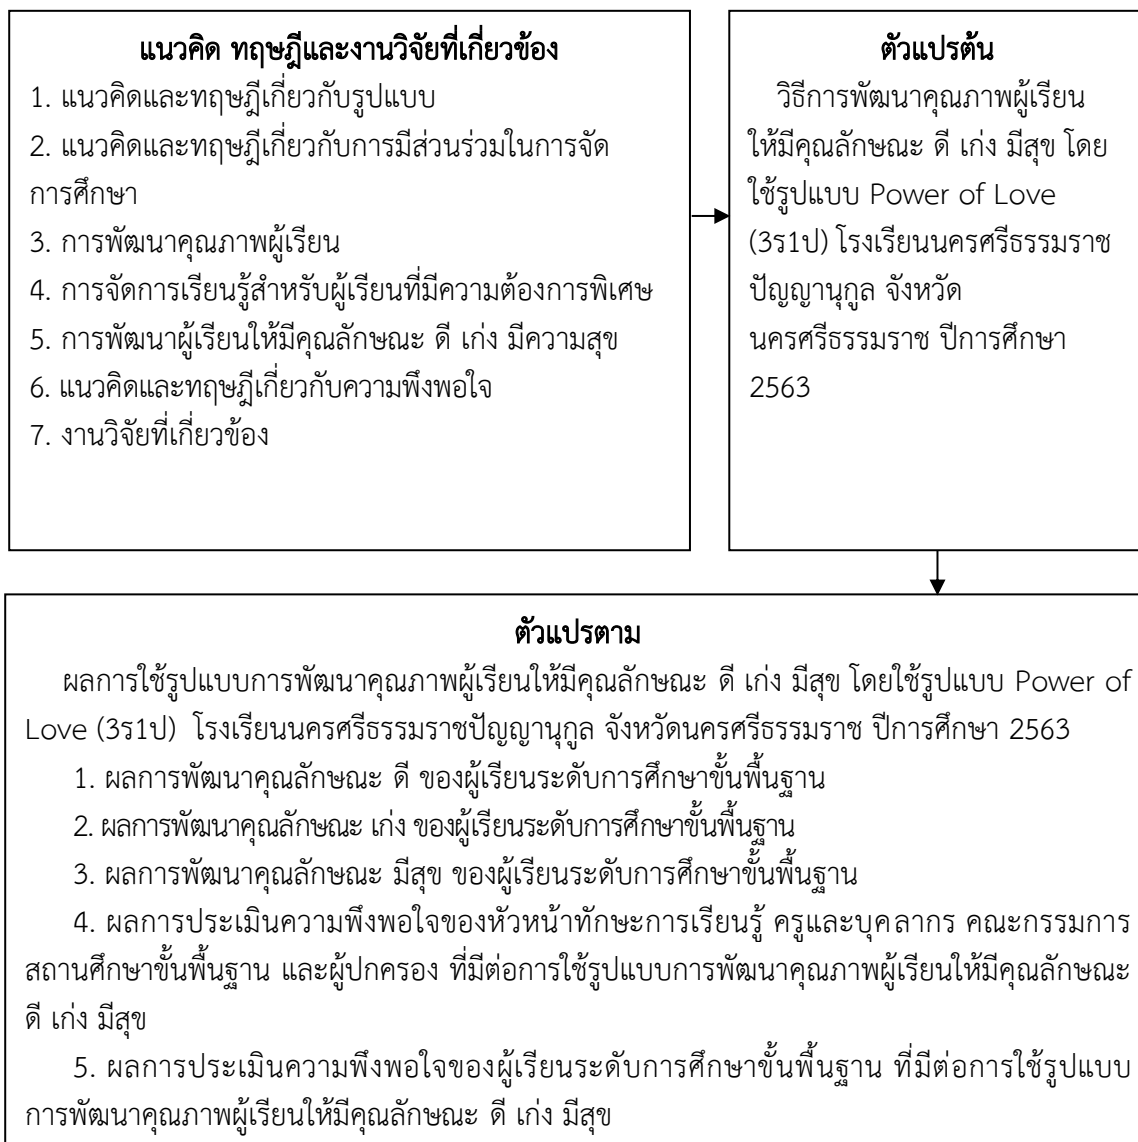 แนวคิด ทฤษฎีและงานวิจัยที่เกี่ยวข้อง
1. แนวคิดและทฤษฎีเกี่ยวกับรูปแบบ
2. แนวคิดและทฤษฎีเกี่ยวกับการมีส่วนร่วมในการจัด
การศึกษา
3. การพัฒนาคุณภาพผู้เรียน
4. การจัดการเรียนรู้สำหรับผู้เรียนที่มีความต้องการพิเศษ
5. การพัฒนาผู้เรียนให้มีคุณลักษณะ ดี เก่ง มีความสุข
6. แนวคิดและทฤษฎีเกี่ยวกับความพึงพอใจ
7. งานวิจัยที่เกี่ยวข้อง
ตัวแปรต้น
วิธีการพัฒนาคุณภาพผู้เรียน
ให้มีคุณลักษณะ ดี เก่ง มีสุข โดย
ใช้รูปแบบ Power of Love
(3ร1ป) โรงเรียนนครศรีธรรมราช
ปัญญานุกูล จังหวัด
นครศรีธรรมราช ปีการศึกษา
2563
ตัวแปรตาม
ผลการใช้รูปแบบการพัฒนาคุณภาพผู้เรียนให้มีคุณลักษณะ ดี เก่ง มีสุข โดยใช้รูปแบบ Power of
Love (3ร1ป) โรงเรียนนครศรีธรรมราชปัญญานุกูล จังหวัดนครศรีธรรมราช ปีการศึกษา 2563
1. ผลการพัฒนาคุณลักษณะ ดี ของผู้เรียนระดับการศึกษาขั้นพื้นฐาน
2. ผลการพัฒนาคุณลักษณะ เก่ง ของผู้เรียนระดับการศึกษาขั้นพื้นฐาน
3. ผลการพัฒนาคุณลักษณะ มีสุข ของผู้เรียนระดับการศึกษาขั้นพื้นฐาน
4. ผลการประเมินความพึงพอใจของหัวหน้าทักษะการเรียนรู้ ครูและบุคลากร คณะกรรมการ
สถานศึกษาขั้นพื้นฐาน และผู้ปกครอง ที่มีต่อการใช้รูปแบบการพัฒนาคุณภาพผู้เรียนให้มีคุณลักษณะ
ดี เก่ง มีสุข
5. ผลการประเมินความพึงพอใจของผู้เรียนระดับการศึกษาขั้นพื้นฐาน ที่มีต่อการใช้รูปแบบ
การพัฒนาคุณภาพผู้เรียนให้มีคุณลักษณะ ดี เก่ง มีสุข